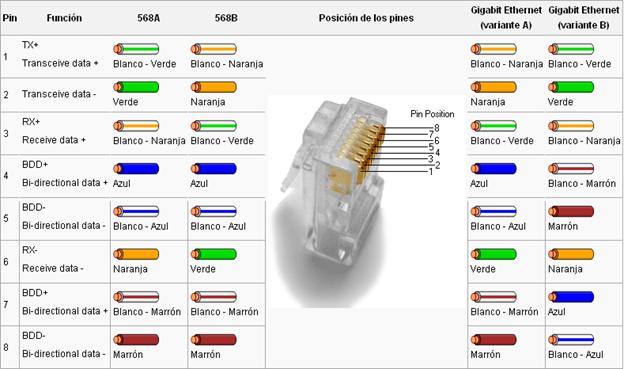 Pin Función 568A 568B Posición de los pines Gigabit Ethernet (variante A) Gigabit Ethernet (variante B)
1 TX+
Transceive data + Blanco - Verde Blanco - Naranja Blanco - Naranja Blanco - Verde
2 Transceive data - Verde Naranja Naranja Verde
3 RX+
Receive data + Blanco - Naranja Blanco - Verde Blanco - Verde Blanco - Naranja
4 BDD+
Bi-directional data + Azul Azul Azul Blanco - Marrón
5 BDD-
Bi-directional data - Blanco - Azul Blanco - Azul Blanco - Azul Marrón
6 RX-
Receive data - Naranja Verde Verde Naranja
7 BDD+
Bi-directional data + Blanco - Marrón Blanco - Marrón Blanco - Marrón Azul
8 BDD-
Bi-directional data - Marrón Marrón Marrón Blanco - Azul
Pin Position
8
7
6
5
4
3
2
1